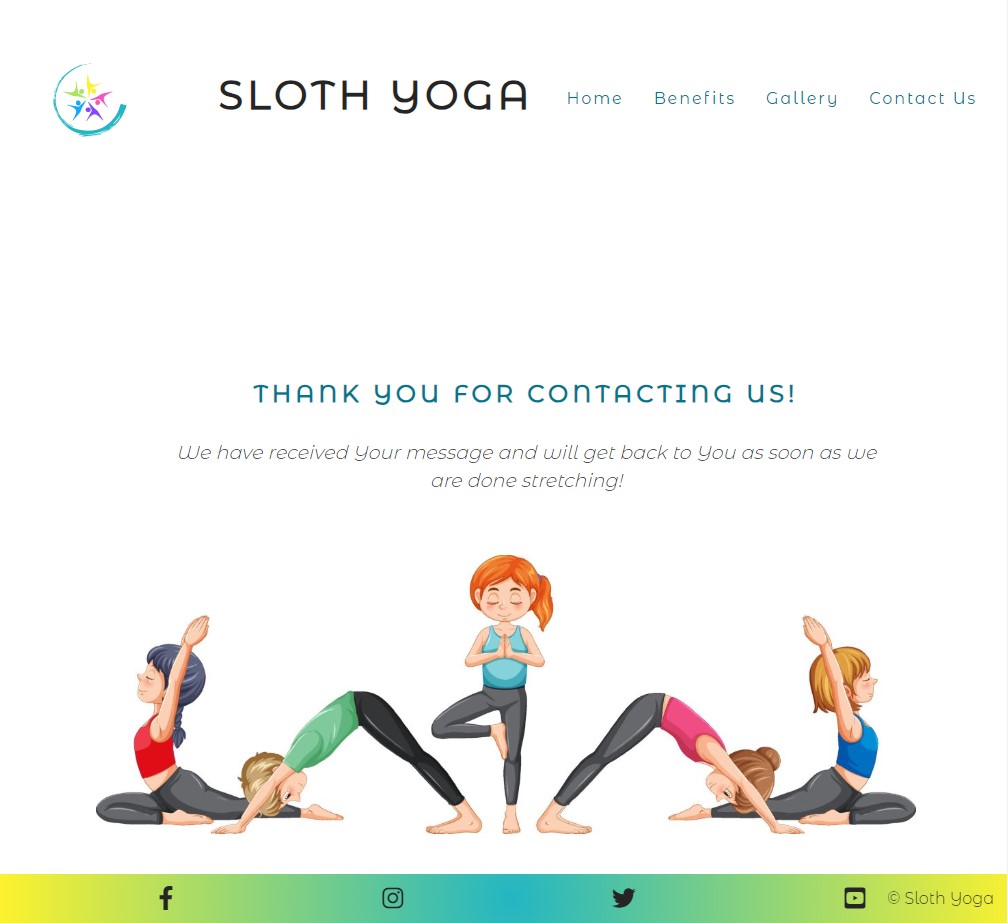 SLOTH YOGA
Home
Benefits
Gallery
Contact Us
THANK YOU FOR CONTACTING US!
We have received Your message and will get back to You as soon as we
are done stretching!
© Sloth Yoga